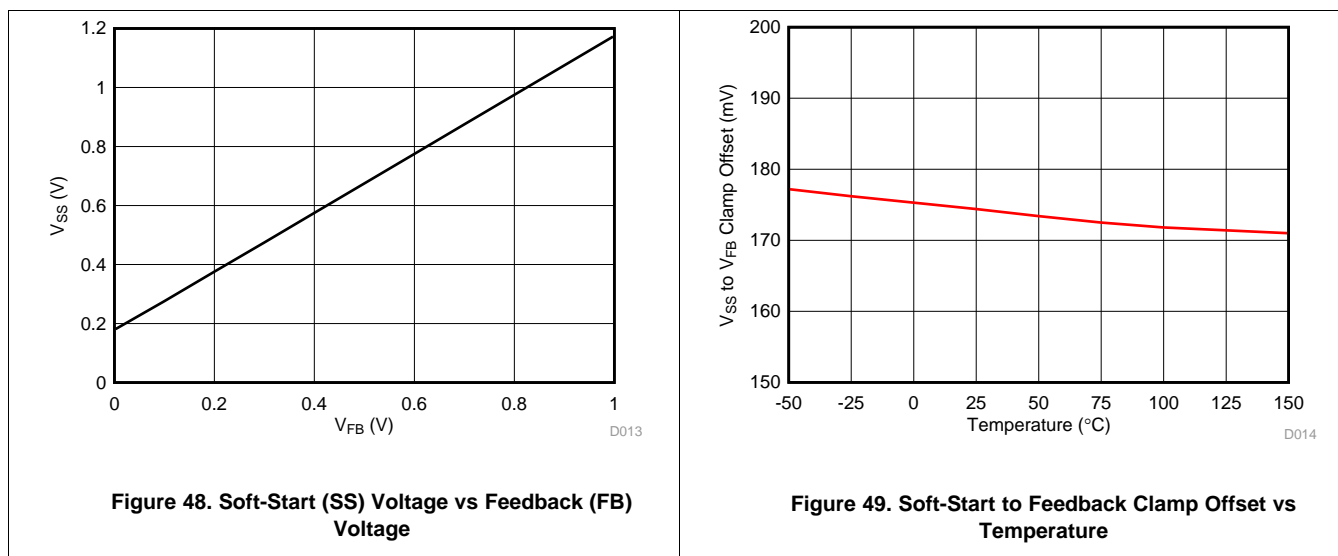 1.2
1
0.8
0.6
0.4
0.2
0
VSS (V)
0 0.2 0.4 0.6 0.8 1
VFB (V)
D013
Figure 48. Soft-Start (SS) Voltage vs Feedback (FB)
Voltage
200
190
180
170
160
150
VSS to VFB Clamp Offset (mV)
-50 -25 0 25 50 75 100 125 150
Temperature (°C)
D014
Figure 49. Soft-Start to Feedback Clamp Offset vs
Temperature